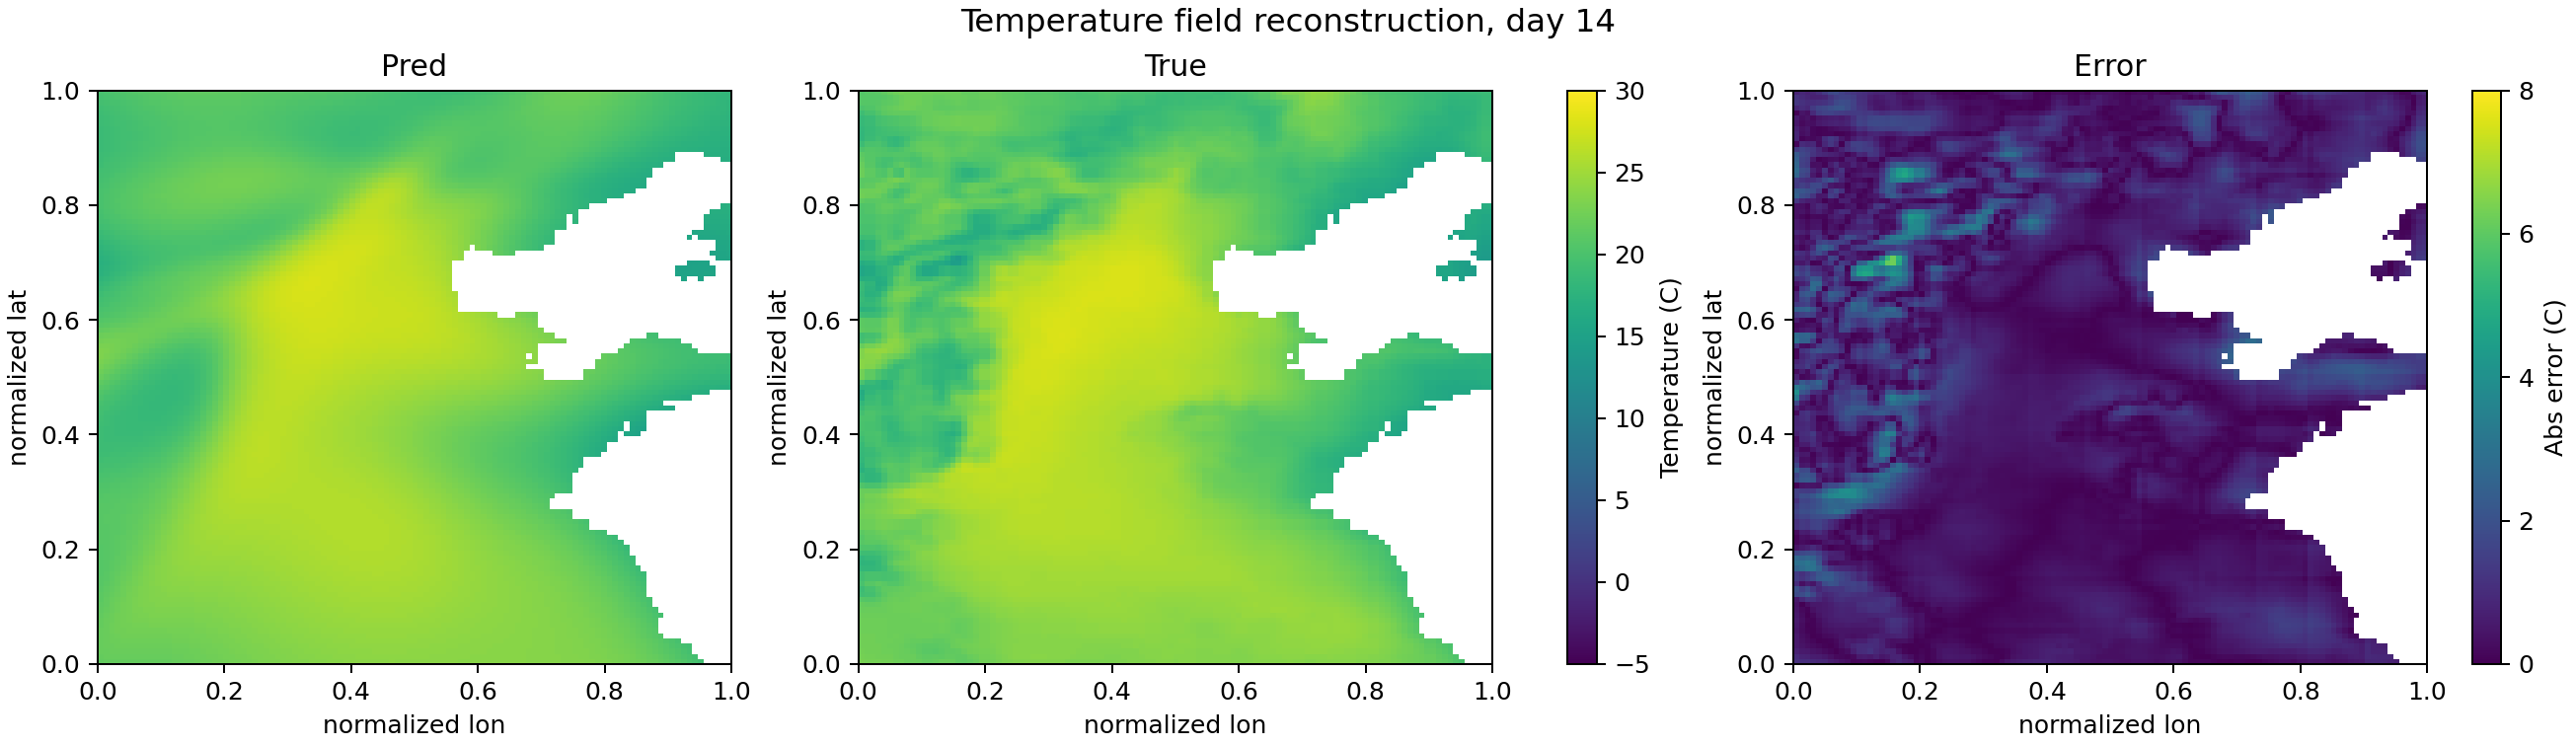 Temperature field reconstruction, day 14
Pred
1.0
0.8
0.6
0.4
0.2
0.0
normalized lat
0.0 0.2 0.4 0.6 0.8 1.0
normalized lon
True
1.0
0.8
0.6
0.4
0.2
0.0
normalized lat
0.0 0.2 0.4 0.6 0.8 1.0
normalized lon
30
25
20
15
10
5
0
−5
Temperature (C)
Error
1.0
0.8
0.6
0.4
0.2
0.0
normalized lat
0.0 0.2 0.4 0.6 0.8 1.0
normalized lon
8
6
4
2
0
Abs error (C)